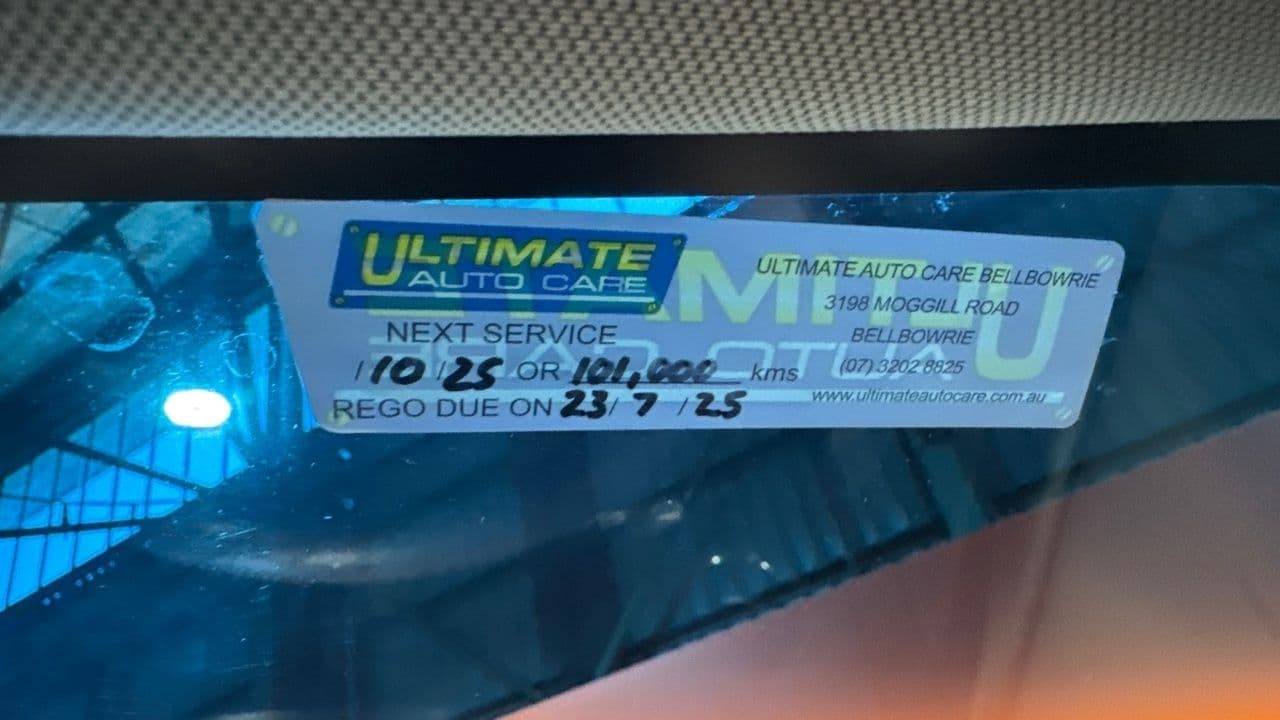 ULTIMATE
AUTO CARE
NEXT SERVICE
/10/25 OR 101,000 kms
REGO DUE ON 23/7/25
ULTIMATE AUTO CARE BELLBOWRIE
3198 MOGGILL ROAD
BELLBOWRIE
(07) 3202 8825
www.ultimateautocare.com.au